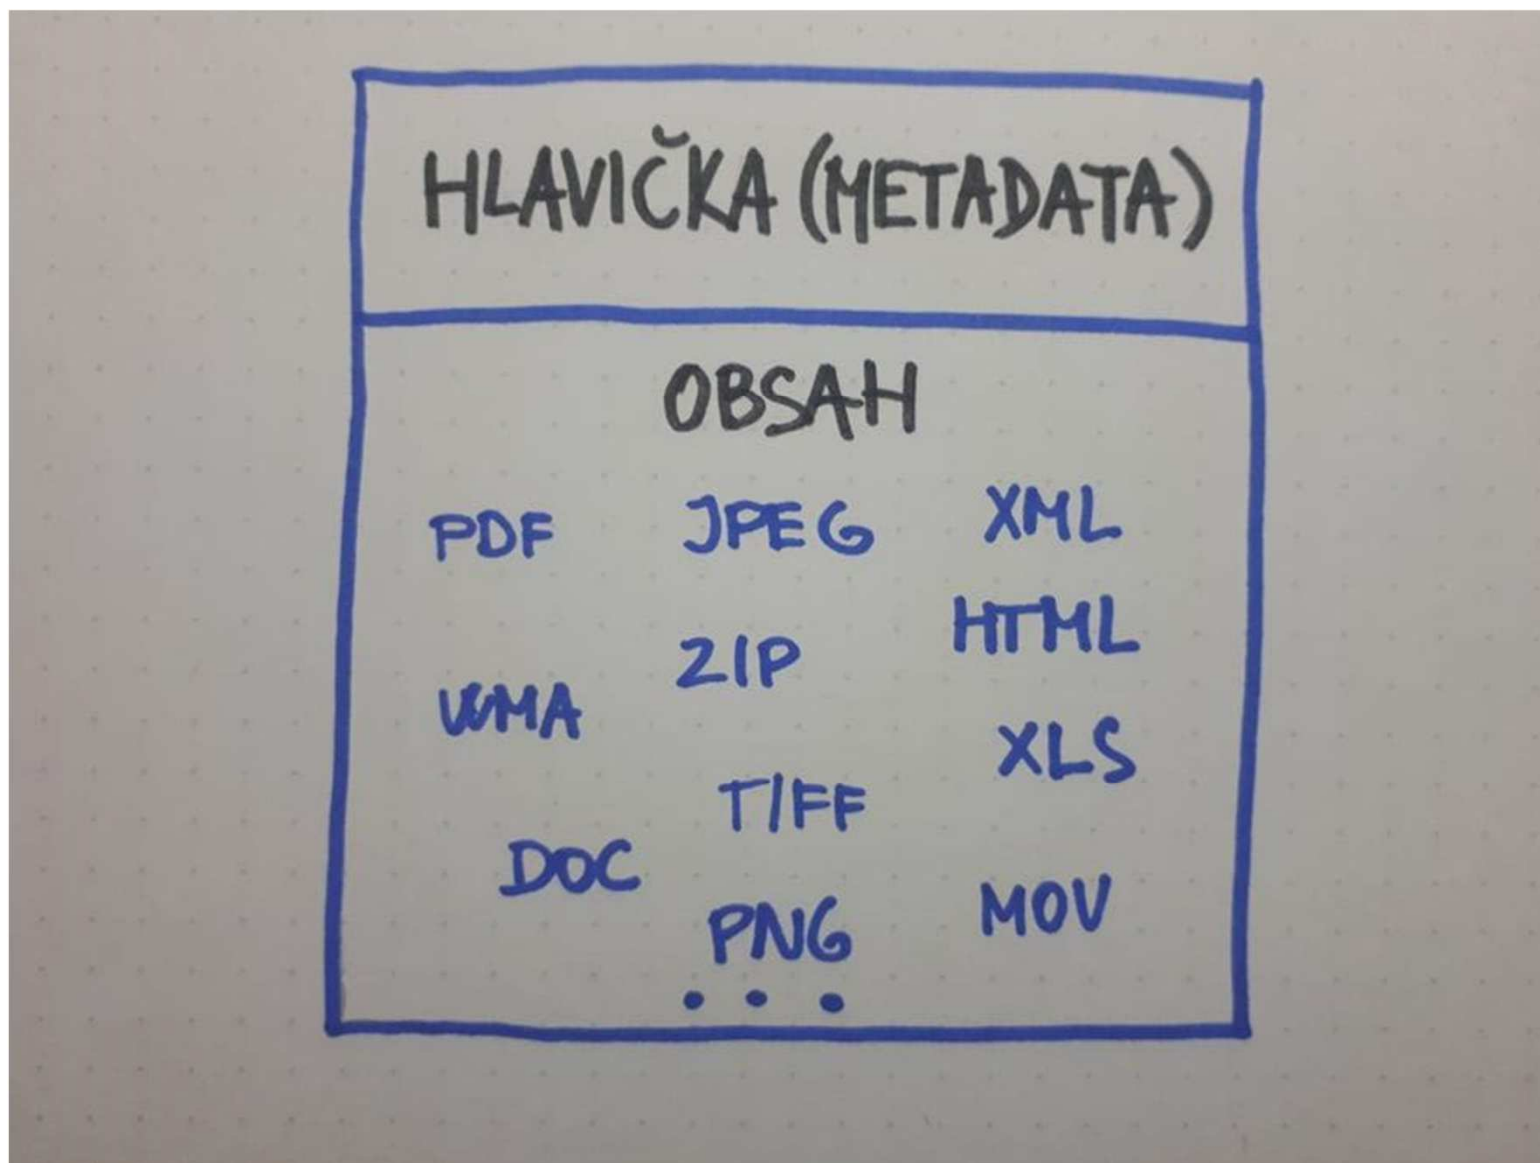 HLAVIČKA (METADATA)
OBSAH
PDF JPEG XML
HTML
ZIP
WMA
XLS
TIFF
DOC
MOV
PNG
...